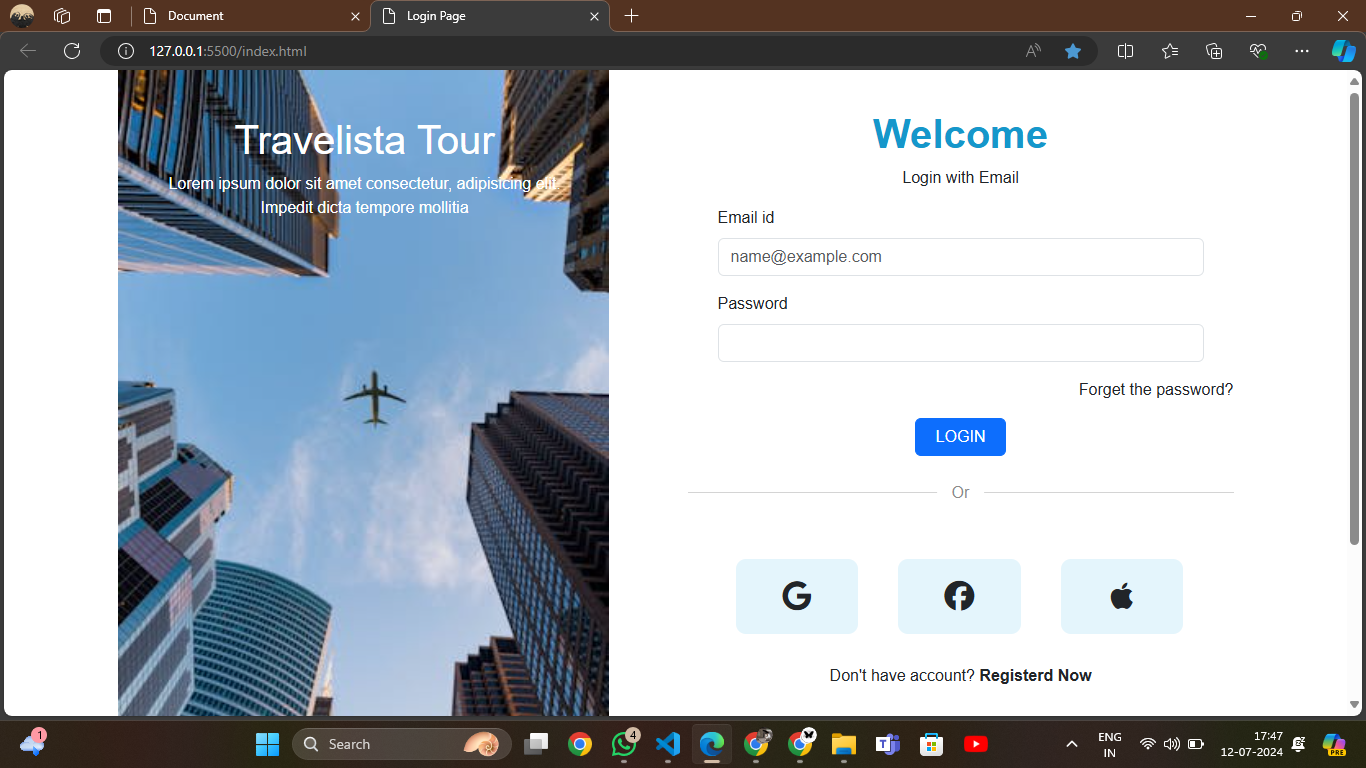 Document
Login Page
127.0.0.1:5500/index.html
Travelista Tour
Lorem ipsum dolor sit amet consectetur, adipisicing elit.
Impedit dicta tempore mollitia
Welcome
Login with Email
Email id
name@example.com
Password
Forget the password?
LOGIN
Or
Don't have account? Registerd Now
1
Search
4
ENG
IN
17:47
12-07-2024
PRE